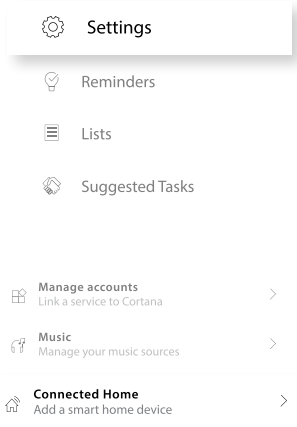 Settings
Reminders
Lists
Suggested Tasks
Manage accounts
Link a service to Cortana
Music
Manage your music sources
Connected Home
Add a smart home device